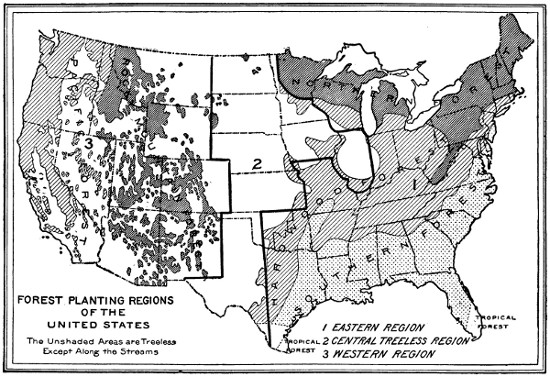 PACIFIC FOREST
ROCKY MOUNTAIN
NORTHERN FOREST
HARDWOOD FOREST
SOUTHERN FOREST
3
2
1
TROPICAL
FOREST
TROPICAL
FOREST
FOREST PLANTING REGIONS
OF THE
UNITED STATES
The Unshaded Areas are Treeless
Except Along the Streams
1 EASTERN REGION
2 CENTRAL TREELESS REGION
3 WESTERN REGION